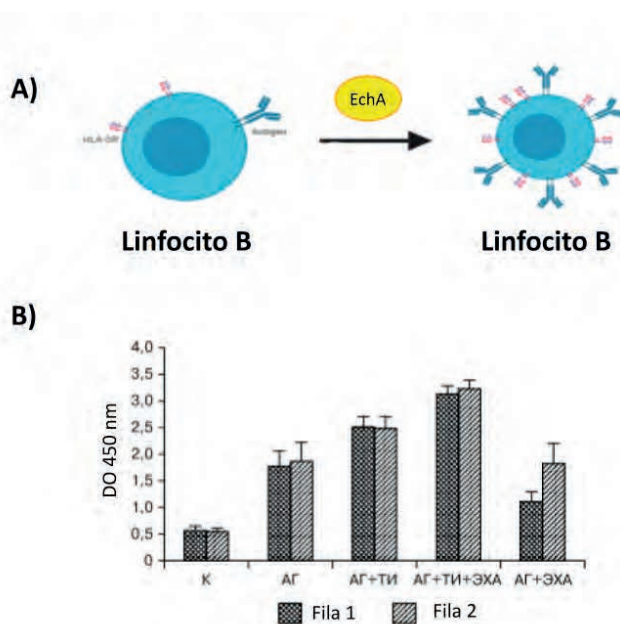 A)
EchA
HLA-DR
Linfocito B
Linfocito B
B)
DO 450 nm
4,0
3,5
3,0
2,5
2,0
1,5
1,0
0,5
0
К
АГ
АГ+ТИ
АГ+ТИ+ЭХА
АГ+ЭХА
Fila 1
Fila 2